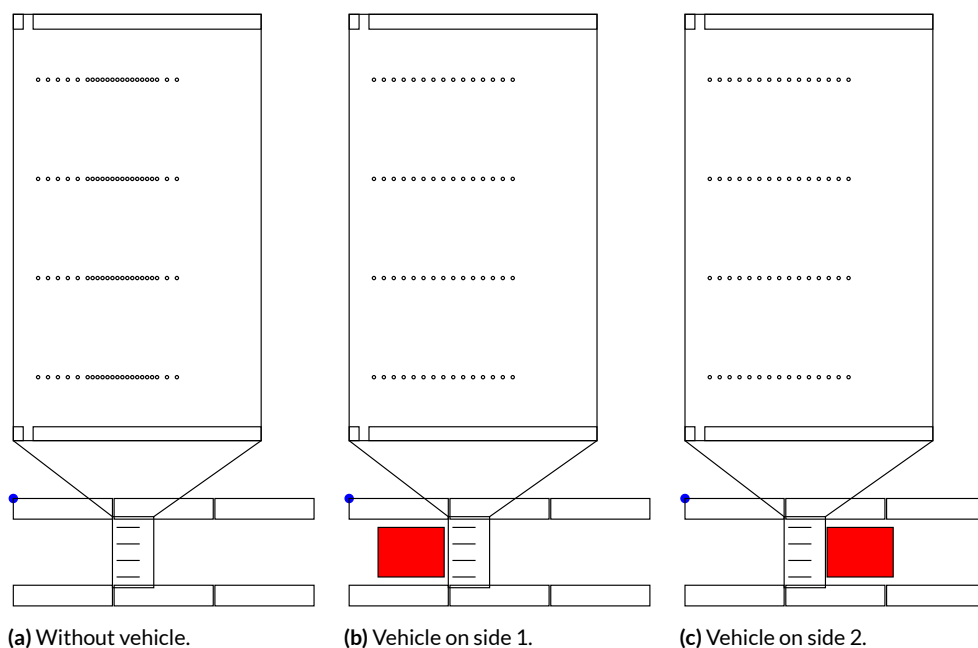 (a) Without vehicle.
(b) Vehicle on side 1.
(c) Vehicle on side 2.